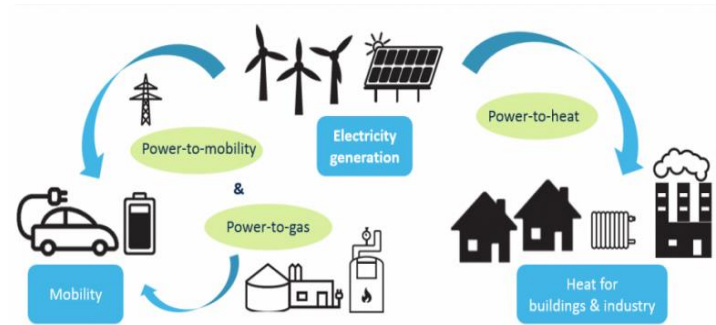 Electricity
generation
Power-to-heat
Power-to-mobility
&
Power-to-gas
Mobility
Heat for
buildings & industry